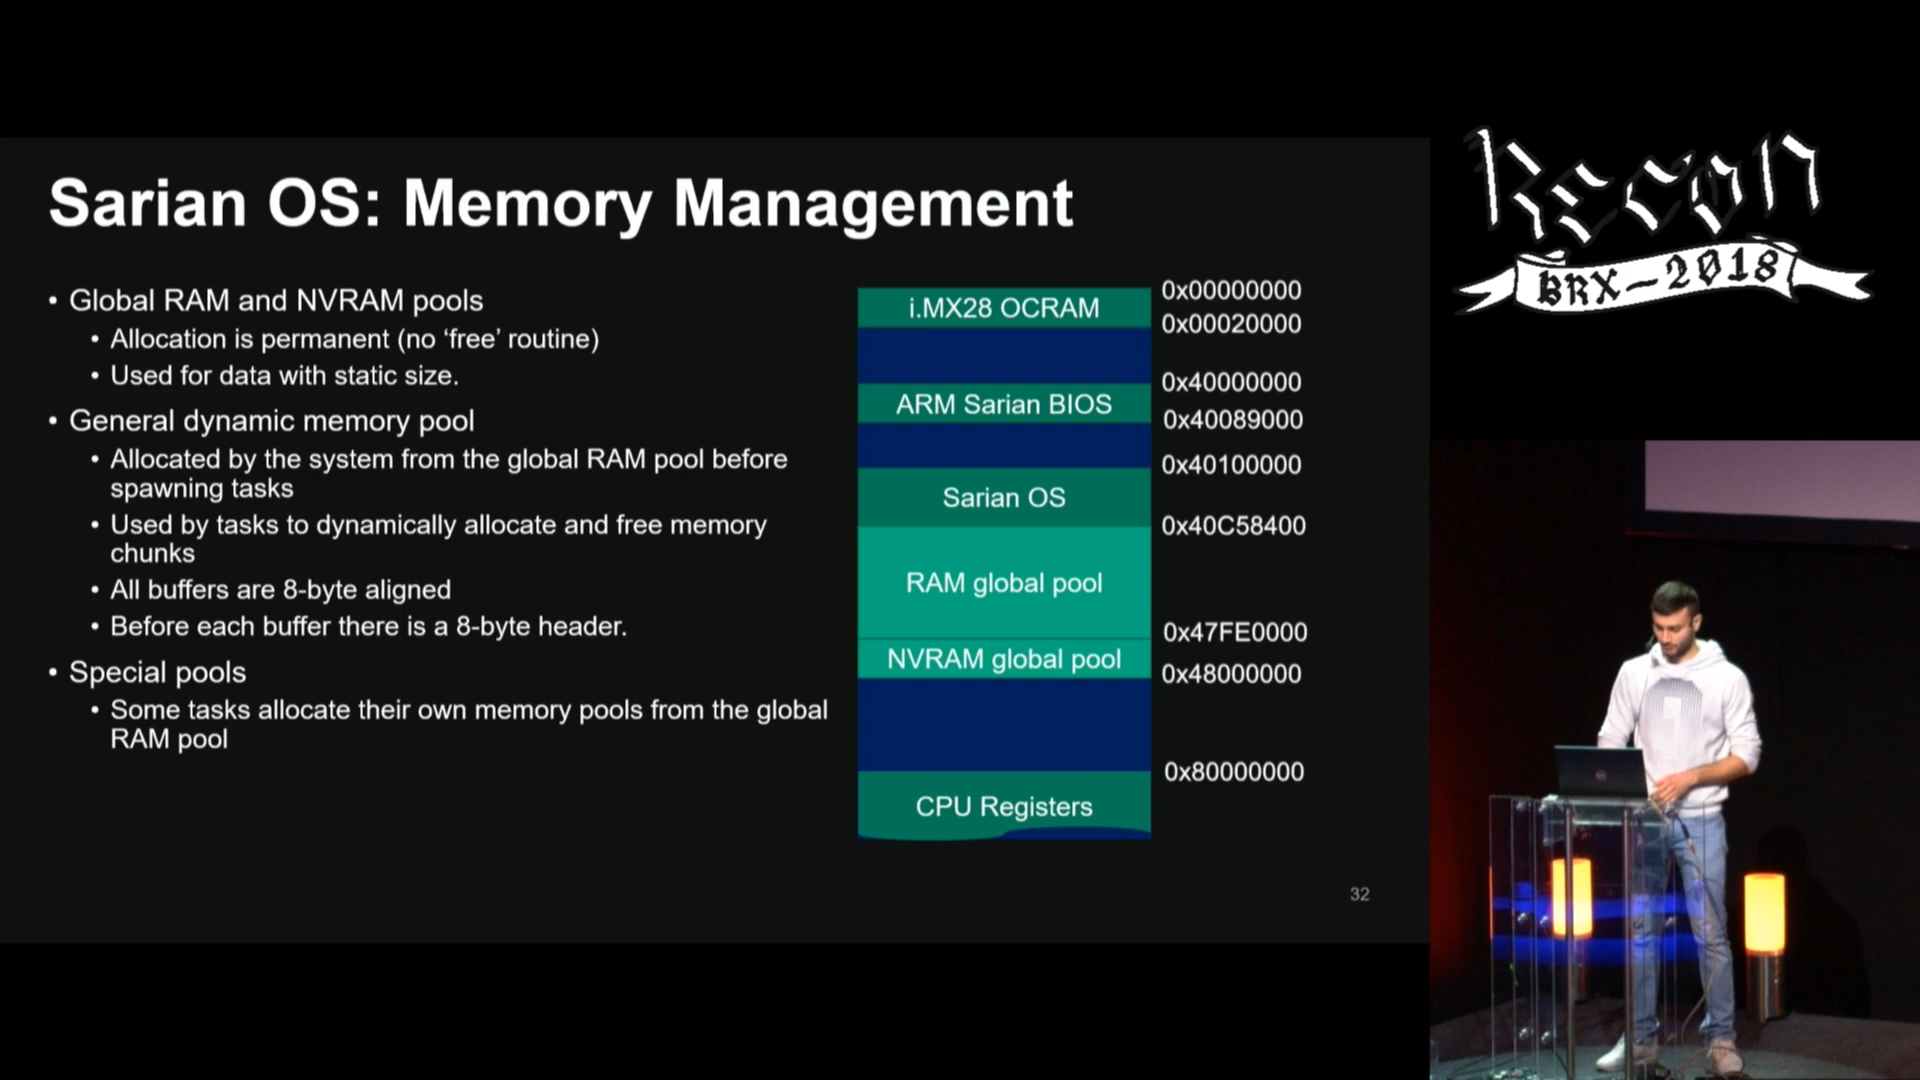 Sarian OS: Memory Management
• Global RAM and NVRAM pools
• Allocation is permanent (no ‘free’ routine)
• Used for data with static size.
• General dynamic memory pool
• Allocated by the system from the global RAM pool before
spawning tasks
• Used by tasks to dynamically allocate and free memory
chunks
• All buffers are 8-byte aligned
• Before each buffer there is a 8-byte header.
• Special pools
• Some tasks allocate their own memory pools from the global
RAM pool
i.MX28 OCRAM
ARM Sarian BIOS
Sarian OS
RAM global pool
NVRAM global pool
CPU Registers
0x00000000
0x00020000
0x40000000
0x40089000
0x40100000
0x40C58400
0x47FE0000
0x48000000
0x80000000
32
Recon
BRX-2018